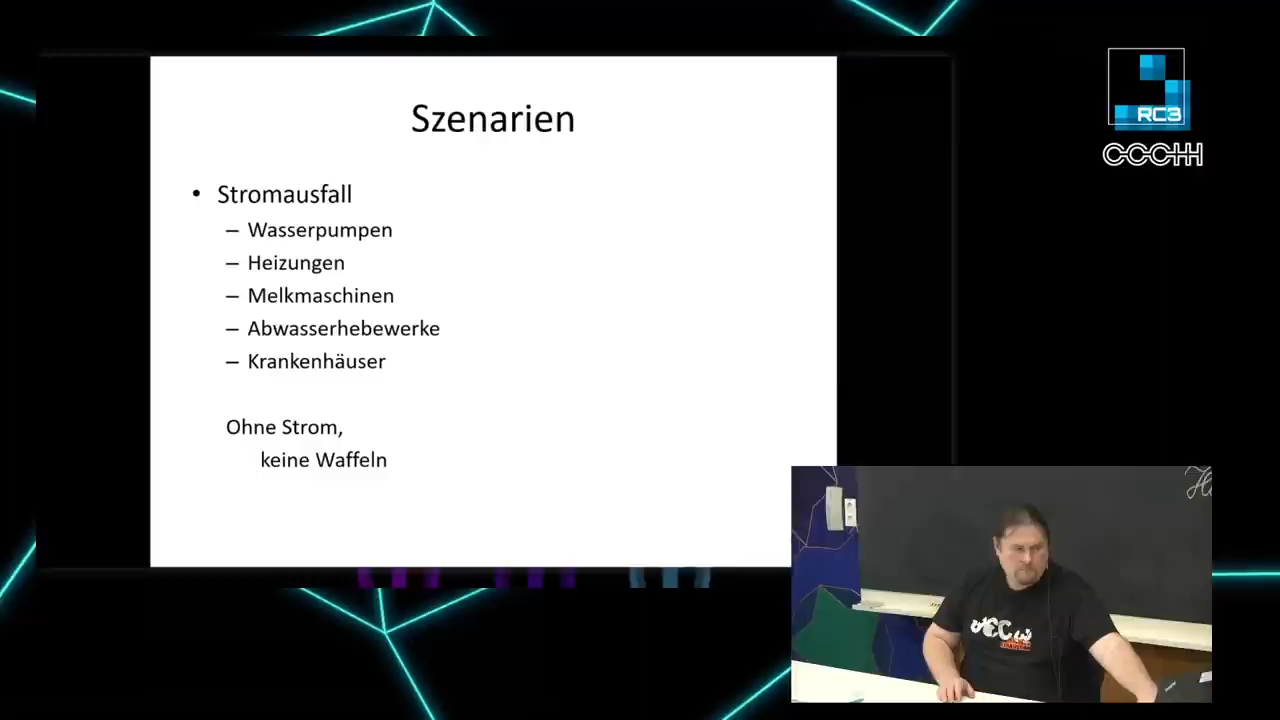 Szenarien
• Stromausfall
– Wasserpumpen
– Heizungen
– Melkmaschinen
– Abwasserhebewerke
– Krankenhäuser
Ohne Strom,
keine Waffeln
RC3
CCCHH